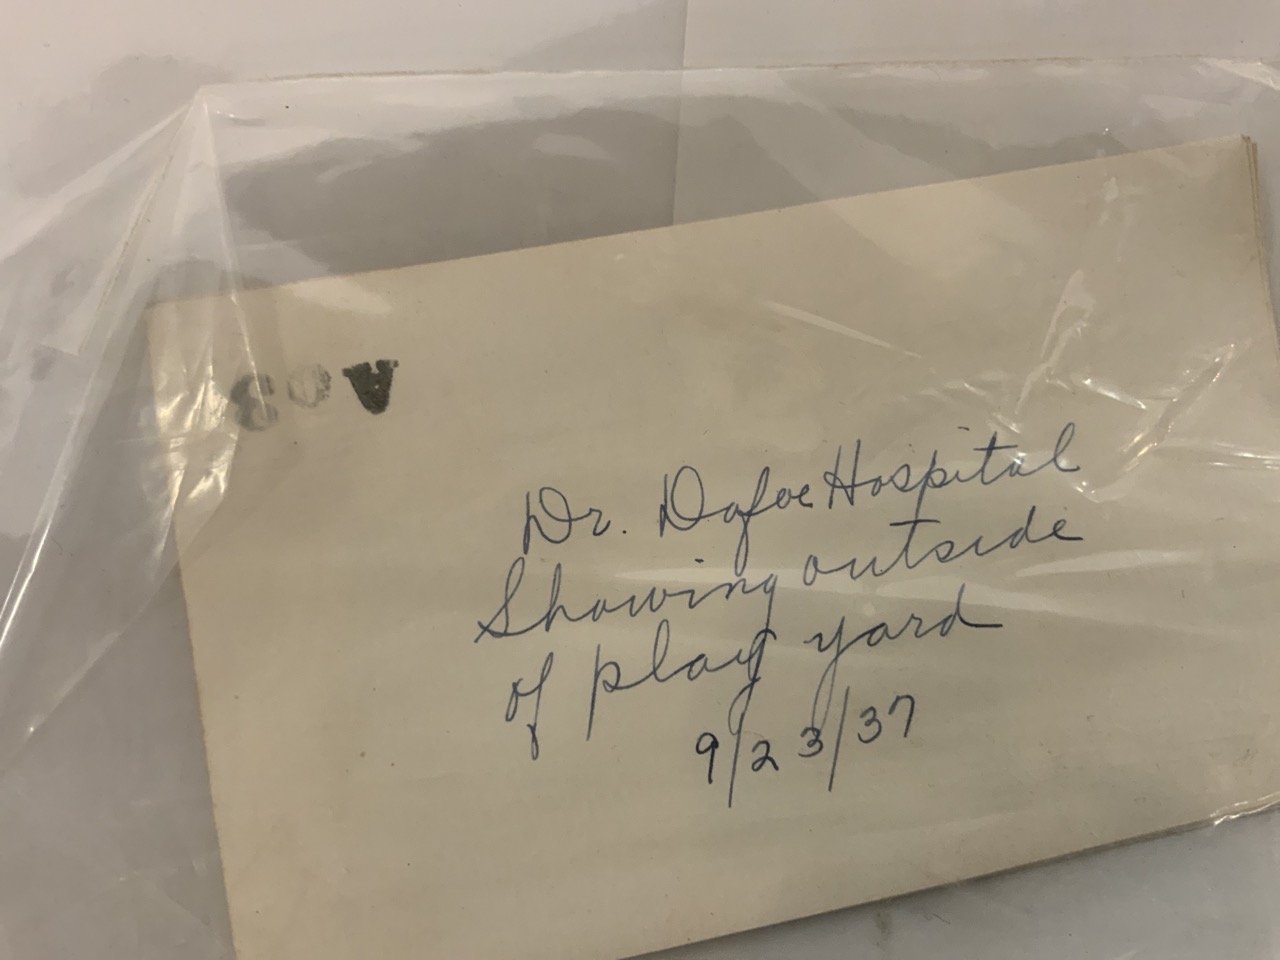 Dr. Dafoe Hospital
Showing outside
of play yard
9/23/37